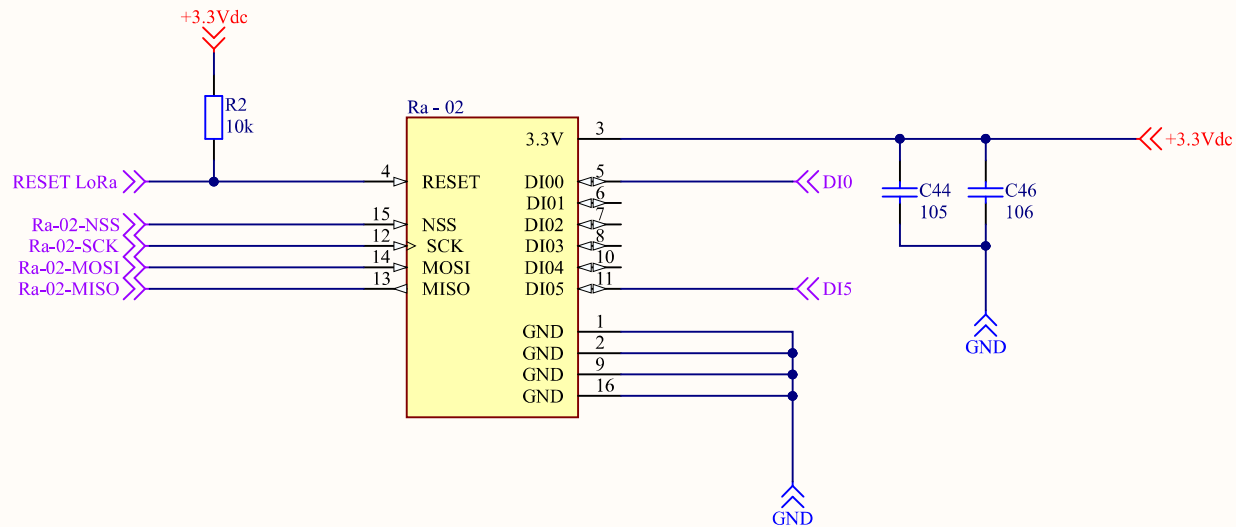 +3.3Vdc
R2
10k
Ra - 02
3.3V 3 +3.3Vdc
RESET LoRa 4 RESET
DI00 5 DI0
DI01 6
Ra-02-NSS 15 NSS
DI02 7
Ra-02-SCK 12 SCK
DI03 8
Ra-02-MOSI 14 MOSI
DI04 10
Ra-02-MISO 13 MISO
DI05 11 DI5
C44
105
C46
106
GND
GND 1
GND 2
GND 9
GND 16
GND